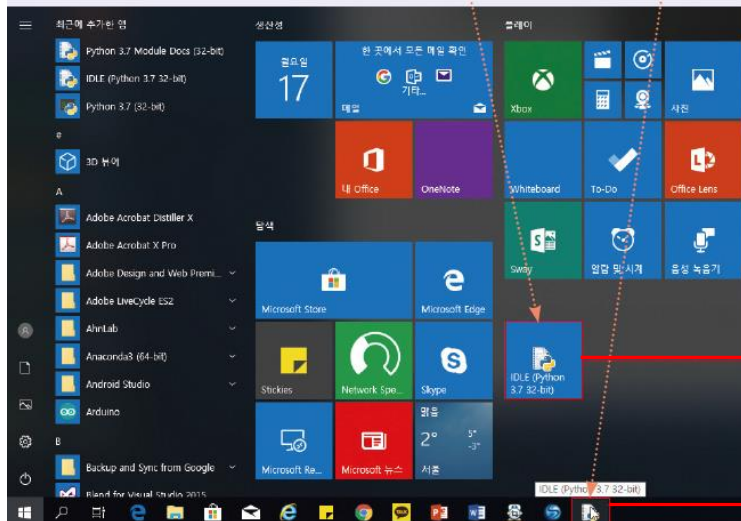 최근에 추가한 앱
Python 3.7 Module Docs (32-bit)
IDLE (Python 3.7 32-bit)
Python 3.7 (32-bit)
#
3D 뷰어
A
Adobe Acrobat Distiller X
Adobe Acrobat X Pro
Adobe Design and Web Premi...
Adobe LiveCycle ES2
AhnLab
Anaconda3 (64-bit)
Android Studio
Arduino
B
Backup and Sync from Google
Blend for Visual Studio 2015
생산성
월요일
17
한 곳에서 모든 메일 확인
기타...
메일
내 Office
OneNote
탐색
Microsoft Store
Microsoft Edge
Stickies
Network Spe...
Skype
Microsoft Re...
Microsoft 뉴스
맑음
2°
5°
-3°
서울
플레이
Xbox
사진
Whiteboard
To-Do
Office Lens
Sway
알람 및 시계
음성 녹음기
IDLE (Python
3.7 32-bit)
IDLE (Python 3.7 32-bit)